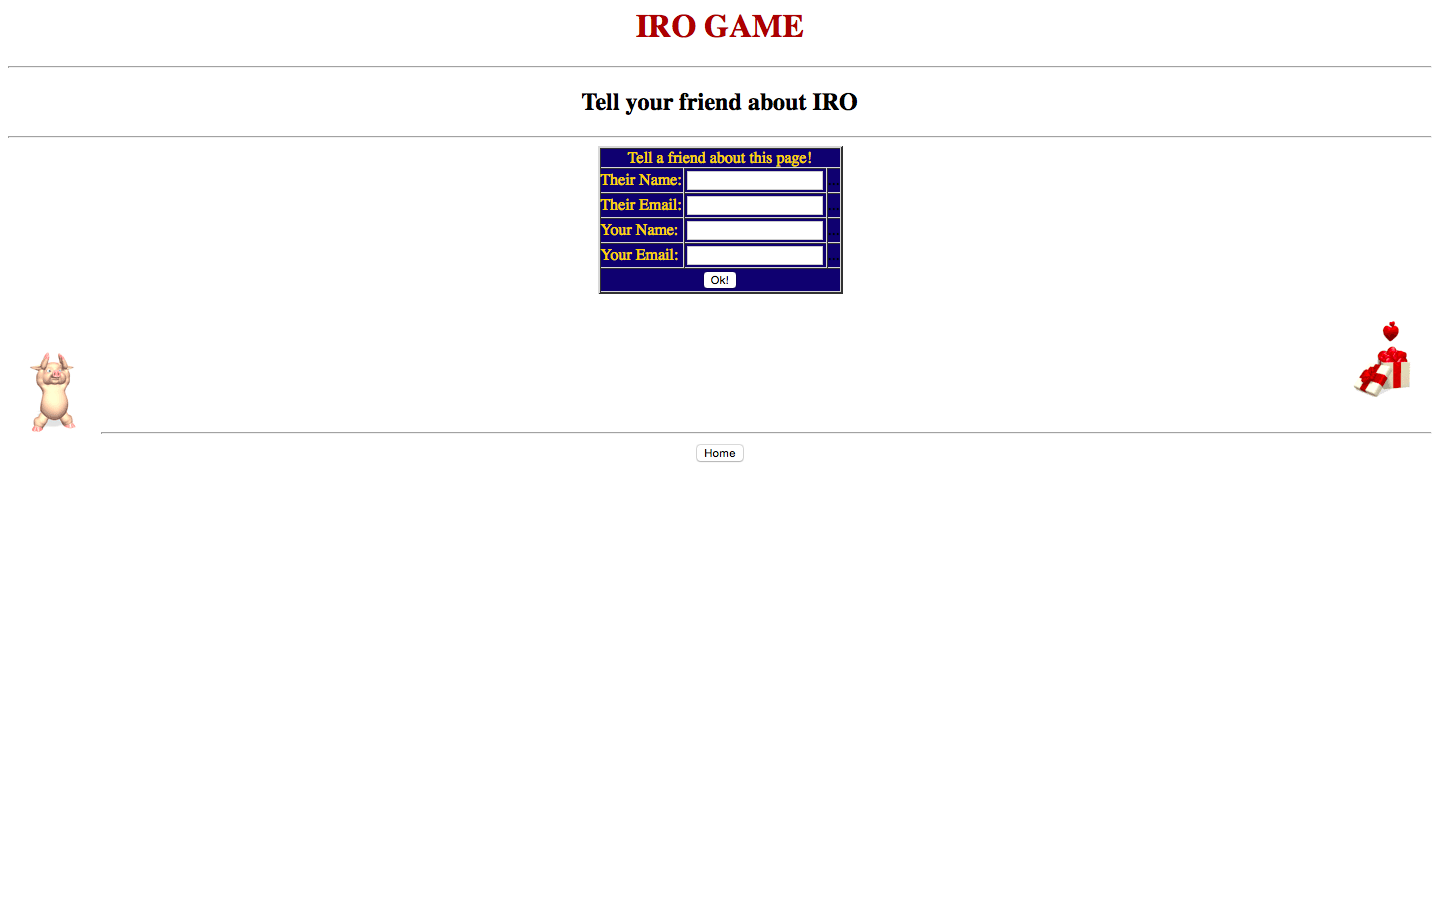 IRO GAME
Tell your friend about IRO
Tell a friend about this page!
Their Name:
Their Email:
Your Name:
Your Email:
Ok!
Home